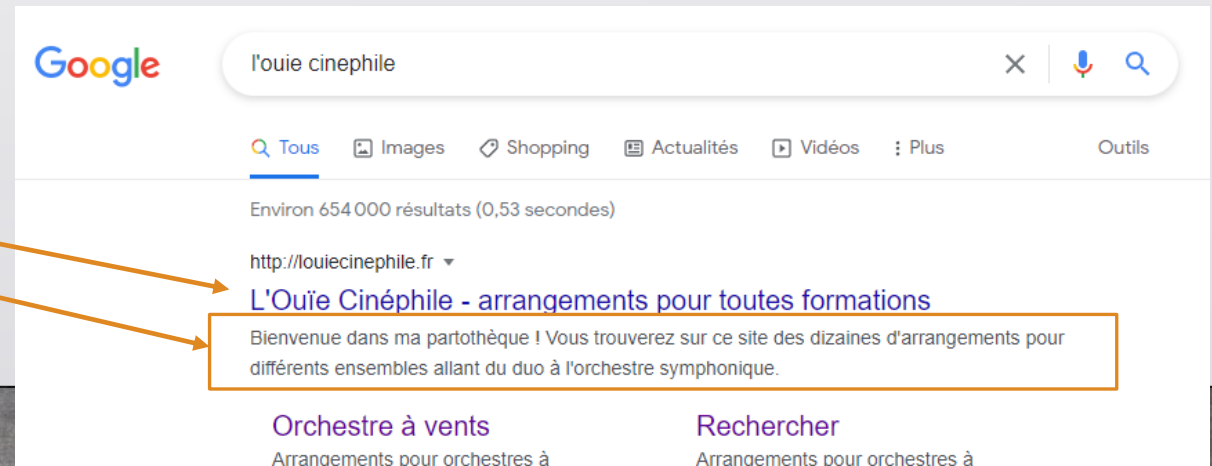 Google
l'ouie cinephile
Tous Images Shopping Actualités Vidéos Plus Outils
Environ 654 000 résultats (0,53 secondes)
http://louiecinephile.fr
L'Ouïe Cinéphile - arrangements pour toutes formations
Bienvenue dans ma partothèque ! Vous trouverez sur ce site des dizaines d'arrangements pour
différents ensembles allant du duo à l'orchestre symphonique.
Orchestre à vents Rechercher
Arrangements pour orchestres à Arrangements pour orchestres à